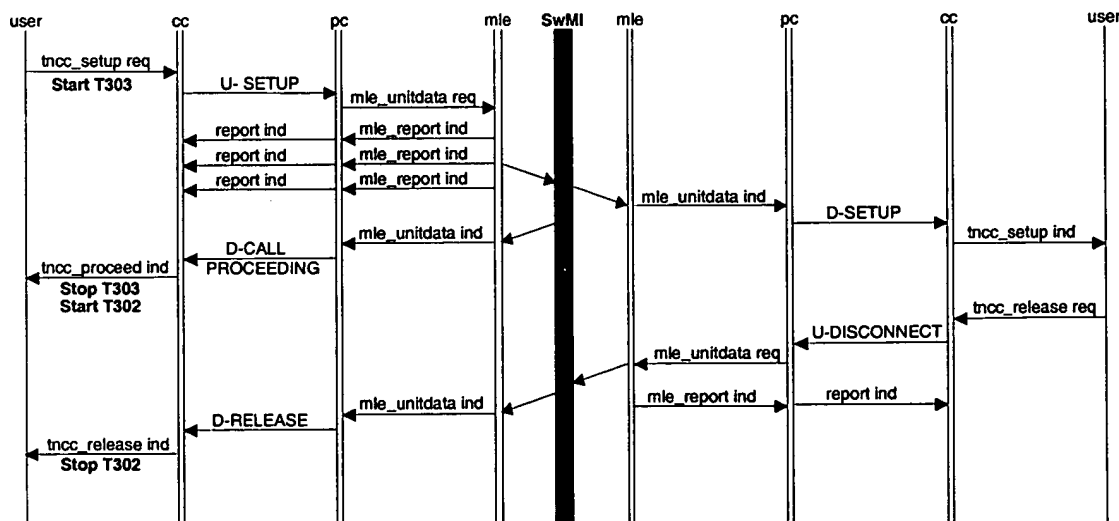 user cc pc mle SwMI mle pc cc user
tncc_setup req
Start T303
U- SETUP
mle_unitdata req
report ind mle_report ind
report ind mle_report ind
report ind mle_report ind
mle_unitdata ind
D-SETUP
mle_unitdata ind
tncc_setup ind
D-CALL
PROCEEDING
tncc_proceed ind
Stop T303
Start T302
tncc_release req
U-DISCONNECT
mle_unitdata req
mle_unitdata ind
mle_report ind report ind
D-RELEASE
tncc_release ind
Stop T302